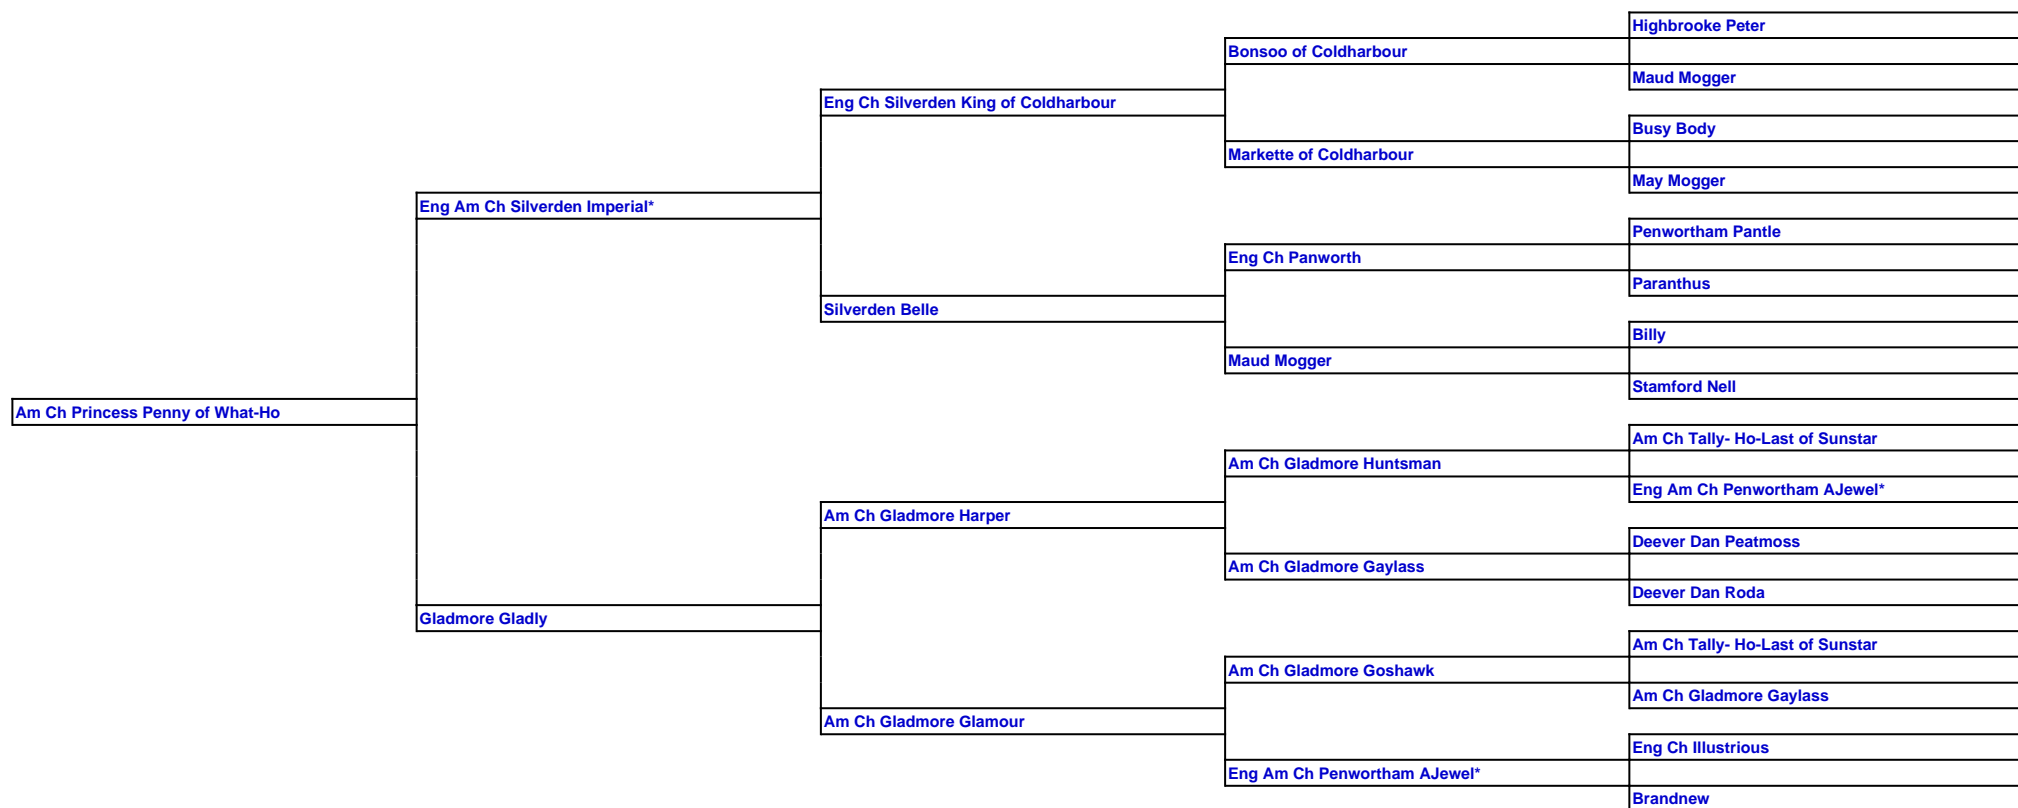 Highbrooke Peter
Bonsoo of Coldharbour
Maud Mogger
Eng Ch Silverden King of Coldharbour
Busy Body
Markette of Coldharbour
May Mogger
Eng Am Ch Silverden Imperial*
Penwortham Pantle
Eng Ch Panworth
Paranthus
Silverden Belle
Billy
Maud Mogger
Stamford Nell
Am Ch Princess Penny of What-Ho
Am Ch Tally- Ho-Last of Sunstar
Am Ch Gladmore Huntsman
Eng Am Ch Penwortham AJewel*
Am Ch Gladmore Harper
Deever Dan Peatmoss
Am Ch Gladmore Gaylass
Deever Dan Roda
Gladmore Gladly
Am Ch Tally- Ho-Last of Sunstar
Am Ch Gladmore Goshawk
Am Ch Gladmore Gaylass
Am Ch Gladmore Glamour
Eng Ch Illustrious
Eng Am Ch Penwortham AJewel*
Brandnew